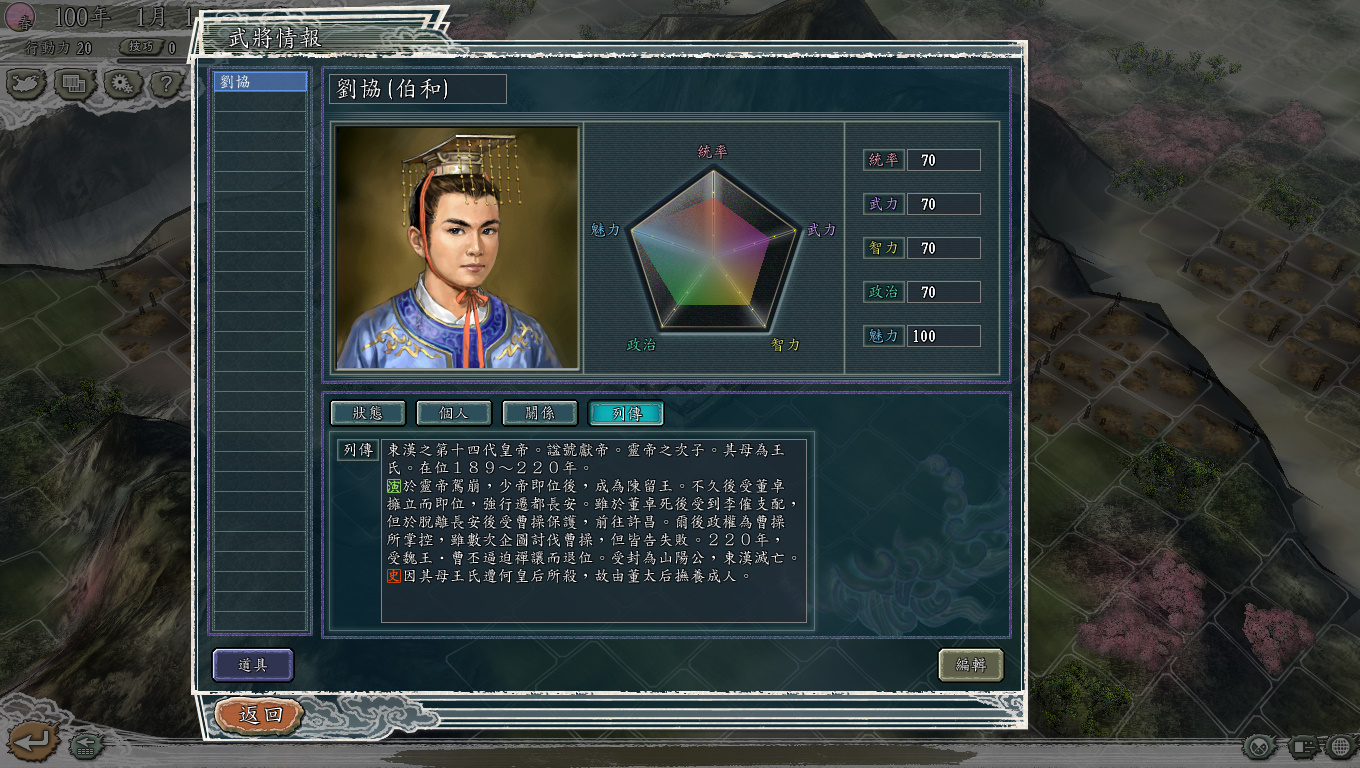 春 100年 1月 1
行動力 20 技巧 0
?
武將情報
劉協
劉協(伯和)
統率
武力
智力
政治
魅力
統率 70
武力 70
智力 70
政治 70
魅力 100
狀態 個人 關係 列傳
列傳
東漢之第十四代皇帝。諡號獻帝。靈帝之次子。其母為王
氏。在位189～220年。
演於靈帝駕崩，少帝即位後，成為陳留王。不久後受董卓
擁立而即位，強行遷都長安。雖於董卓死後受到李傕支配，
但於脫離長安後受曹操保護，前往許昌。爾後政權為曹操
所掌控，雖數次企圖討伐曹操，但皆告失敗。220年，
受魏王・曹丕逼迫禪讓而退位。受封為山陽公，東漢滅亡。
史因其母王氏遭何皇后所殺，故由董太后撫養成人。
道具
編輯
返回